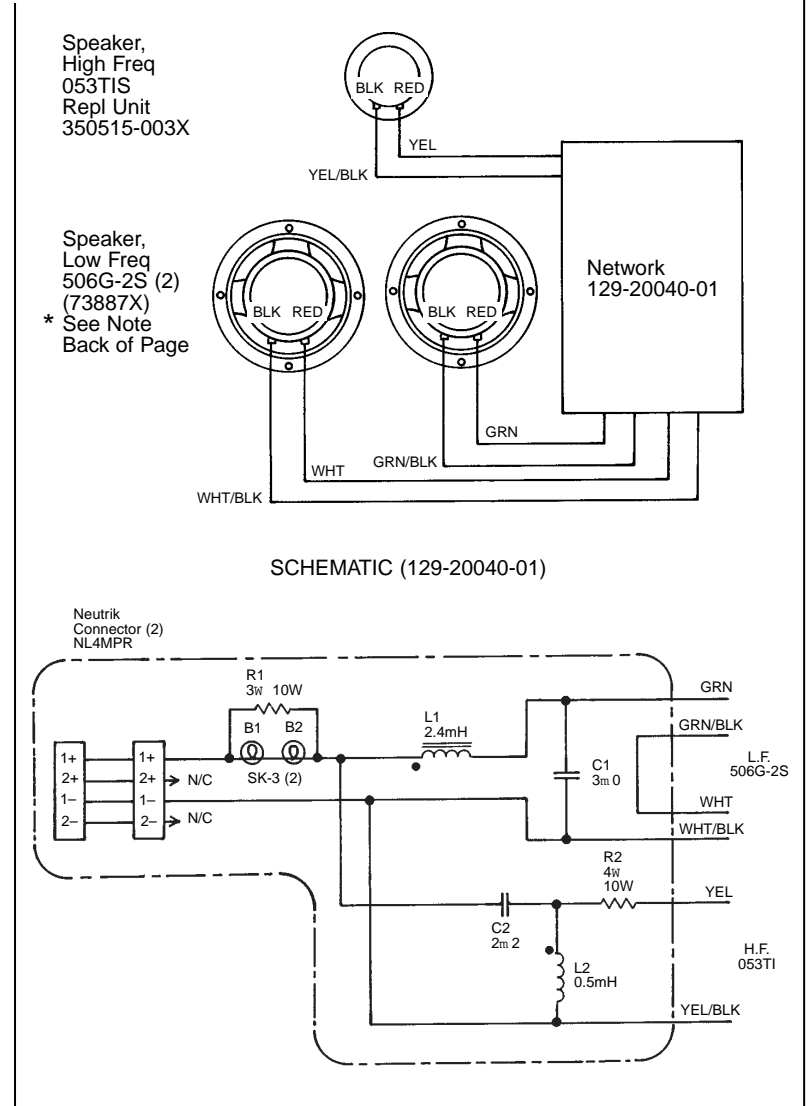 Speaker,
High Freq
053TIS
Repl Unit
350515-003X
BLK RED
YEL
YEL/BLK
Speaker,
Low Freq
506G-2S (2)
(73887X)
* See Note
Back of Page
BLK RED
BLK RED
Network
129-20040-01
GRN
GRN/BLK
WHT
WHT/BLK
SCHEMATIC (129-20040-01)
Neutrik
Connector (2)
NL4MPR
R1
3w 10W
B1 B2
SK-3 (2)
1+
2+
1–
2–
1+
2+
1–
2–
N/C
N/C
L1
2.4mH
C1
3m0
GRN
GRN/BLK
L.F.
506G-2S
WHT
WHT/BLK
R2
4w
10W
YEL
C2
2m2
L2
0.5mH
H.F.
053TI
YEL/BLK